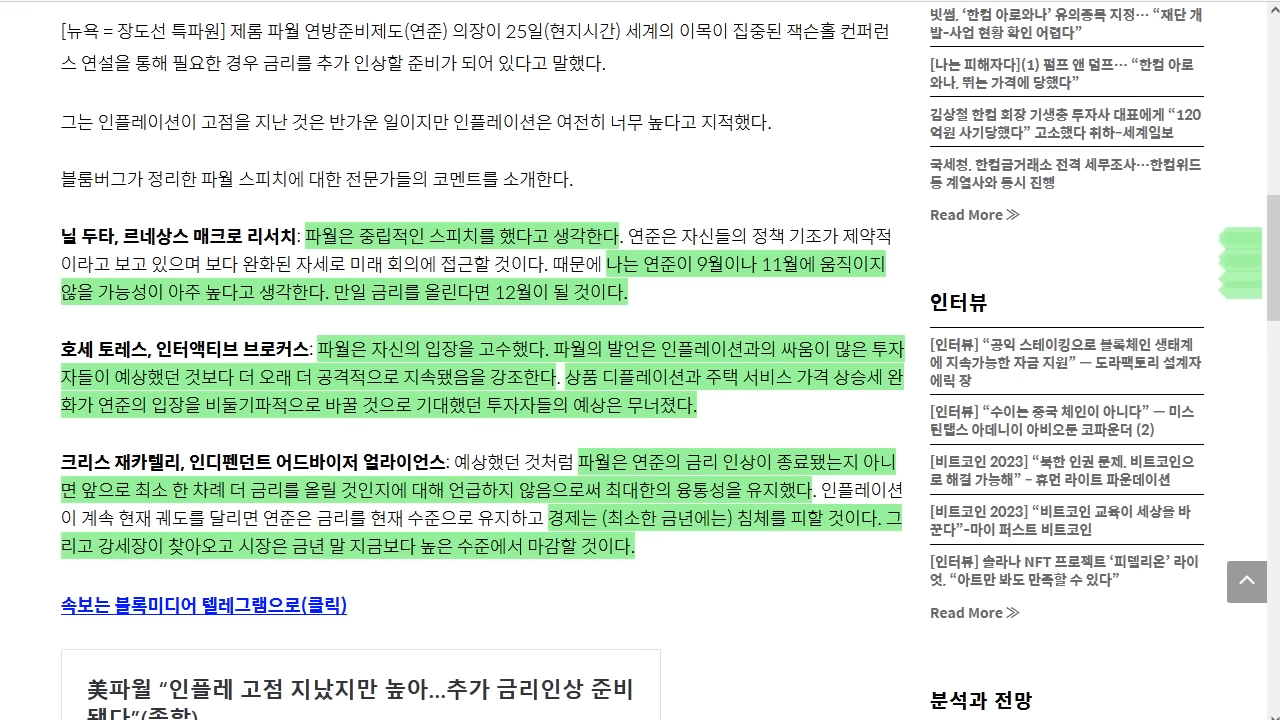 [뉴욕 = 장도선 특파원] 제롬 파월 연방준비제도(연준) 의장이 25일(현지시간) 세계의 이목이 집중된 잭슨홀 컨퍼런
스 연설을 통해 필요한 경우 금리를 추가 인상할 준비가 되어 있다고 말했다.
그는 인플레이션이 고점을 지난 것은 반가운 일이지만 인플레이션은 여전히 너무 높다고 지적했다.
블룸버그가 정리한 파월 스피치에 대한 전문가들의 코멘트를 소개한다.
닐 두타, 르네상스 매크로 리서치: 파월은 중립적인 스피치를 했다고 생각한다. 연준은 자신들의 정책 기조가 제약적
이라고 보고 있으며 보다 완화된 자세로 미래 회의에 접근할 것이다. 때문에 나는 연준이 9월이나 11월에 움직이지
않을 가능성이 아주 높다고 생각한다. 만일 금리를 올린다면 12월이 될 것이다.
호세 토레스, 인터액티브 브로커스: 파월은 자신의 입장을 고수했다. 파월의 발언은 인플레이션과의 싸움이 많은 투자
자들이 예상했던 것보다 더 오래 더 공격적으로 지속됐음을 강조한다. 상품 디플레이션과 주택 서비스 가격 상승세 완
화가 연준의 입장을 비둘기파적으로 바꿀 것으로 기대했던 투자자들의 예상은 무너졌다.
크리스 재카렐리, 인디펜던트 어드바이저 얼라이언스: 예상했던 것처럼 파월은 연준의 금리 인상이 종료됐는지 아니
면 앞으로 최소 한 차례 더 금리를 올릴 것인지에 대해 언급하지 않음으로써 최대한의 융통성을 유지했다. 인플레이션
이 계속 현재 궤도를 달리면 연준은 금리를 현재 수준으로 유지하고 경제는 (최소한 금년에는) 침체를 피할 것이다. 그
리고 강세장이 찾아오고 시장은 금년 말 지금보다 높은 수준에서 마감할 것이다.
속보는 블록미디어 텔레그램으로(클릭)
美파월 “인플레 고점 지났지만 높아…추가 금리인상 준비
됐다”(종합)
빗썸, ‘한컴 아로와나’ 유의종목 지정… “재단 개
발–사업 현황 확인 어렵다”
[나는 피해자다](1) 펌프 앤 덤프… “한컴 아로
와나, 뛰는 가격에 당했다”
김상철 한컴 회장 기생충 투자사 대표에게 “120
억원 사기당했다” 고소했다 취하–세계일보
국세청, 한컴금거래소 전격 세무조사…한컴위드
등 계열사와 동시 진행
Read More ≫
인터뷰
[인터뷰] “공익 스테이킹으로 블록체인 생태계
에 지속가능한 자금 지원” — 도라팩토리 설계자
에릭 장
[인터뷰] “수이는 중국 체인이 아니다” — 미스
틴랩스 아데니이 아비오둔 코파운더 (2)
[비트코인 2023] “북한 인권 문제, 비트코인으
로 해결 가능해” – 휴먼 라이트 파운데이션
[비트코인 2023] “비트코인 교육이 세상을 바
꾼다”–마이 퍼스트 비트코인
[인터뷰] 솔라나 NFT 프로젝트 ‘피델리온’ 라이
엇, “아트만 봐도 만족할 수 있다”
Read More ≫
분석과 전망